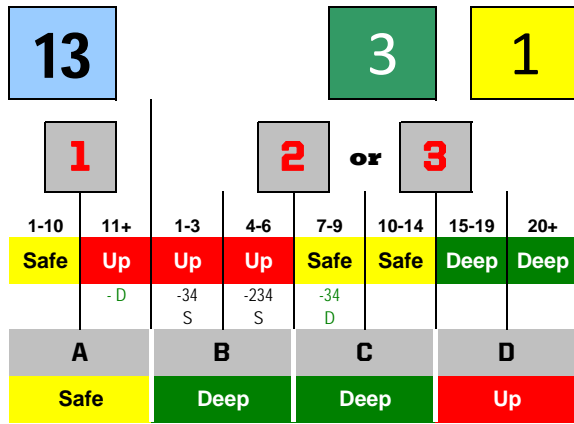 13 3 1
1 2 or 3
1-10 11+ 1-3 4-6 7-9 10-14 15-19 20+
Safe Up Up Up Safe Safe Deep Deep
- D -34 -234 -34
S S D
A B C D
Safe Deep Deep Up